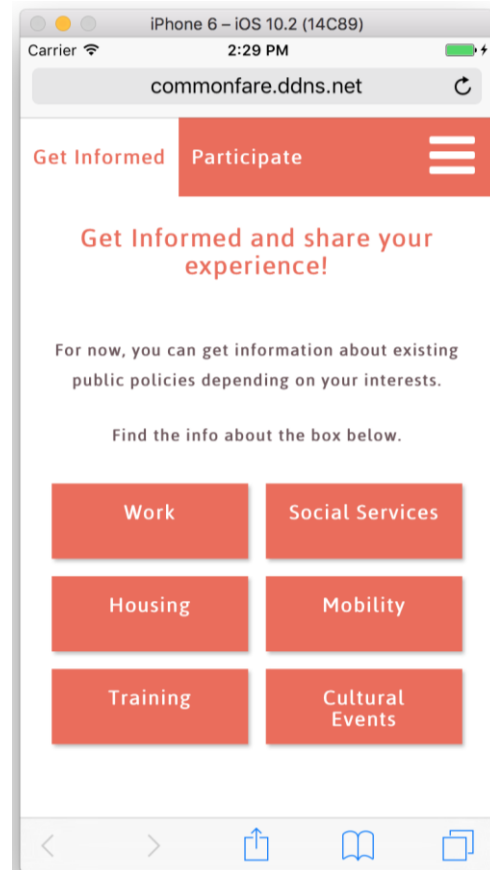 iPhone 6 – iOS 10.2 (14C89)
Carrier 2:29 PM
commonfare.ddns.net
Get Informed Participate
Get Informed and share your
experience!
For now, you can get information about existing
public policies depending on your interests.
Find the info about the box below.
Work Social Services
Housing Mobility
Training Cultural
Events